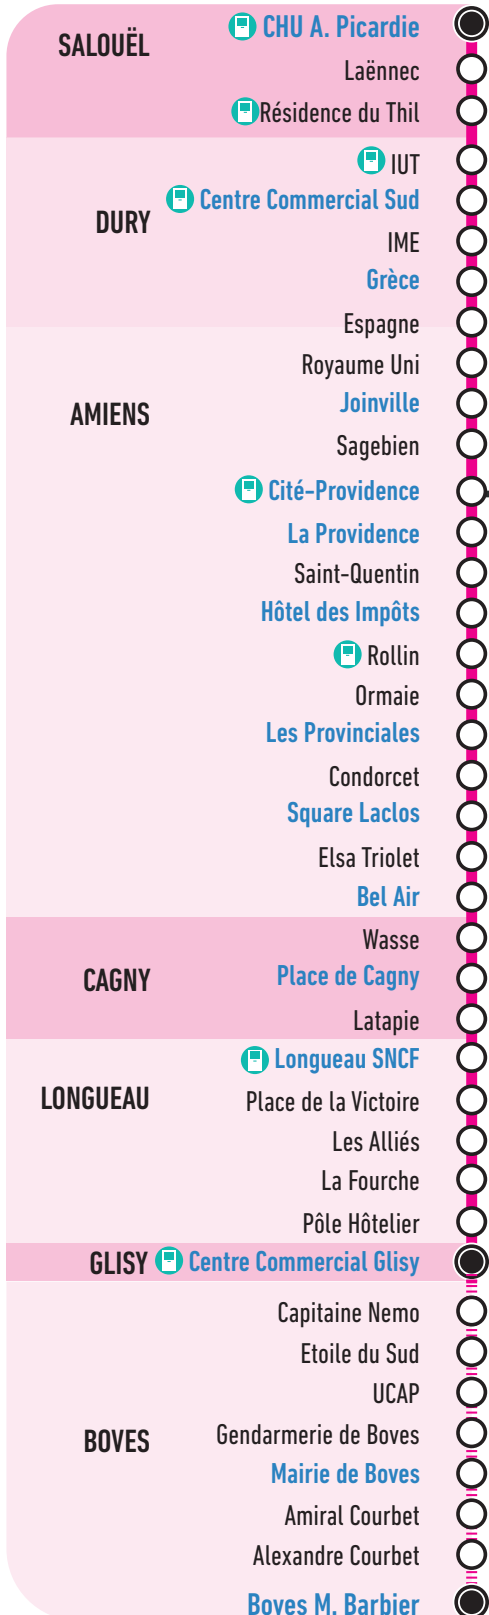 SALOUËL
CHU A. Picardie
Laënnec
Résidence du Thil
IUT
Centre Commercial Sud
DURY
IME
Grèce
Espagne
Royaume Uni
Joinville
AMIENS
Sagebien
Cité-Providence
La Providence
Saint-Quentin
Hôtel des Impôts
Rollin
Ormaie
Les Provinciales
Condorcet
Square Laclos
Elsa Triolet
Bel Air
Wasse
Place de Cagny
CAGNY
Latapie
Longueau SNCF
LONGUEAU
Place de la Victoire
Les Alliés
La Fourche
Pôle Hôtelier
GLISY Centre Commercial Glisy
Capitaine Nemo
Etoile du Sud
UCAP
Gendarmerie de Boves
BOVES
Mairie de Boves
Amiral Courbet
Alexandre Courbet
Boves M. Barbier